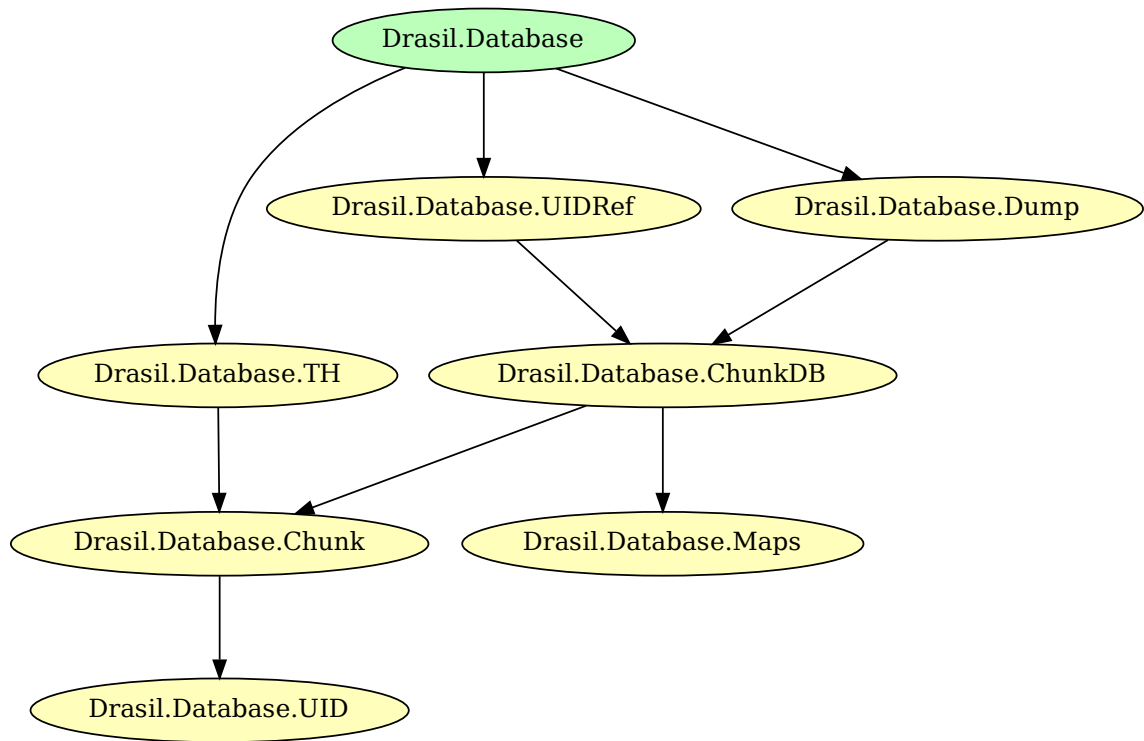 Drasil.Database
Drasil.Database.UIDRef
Drasil.Database.Dump
Drasil.Database.TH
Drasil.Database.ChunkDB
Drasil.Database.Chunk
Drasil.Database.Maps
Drasil.Database.UID